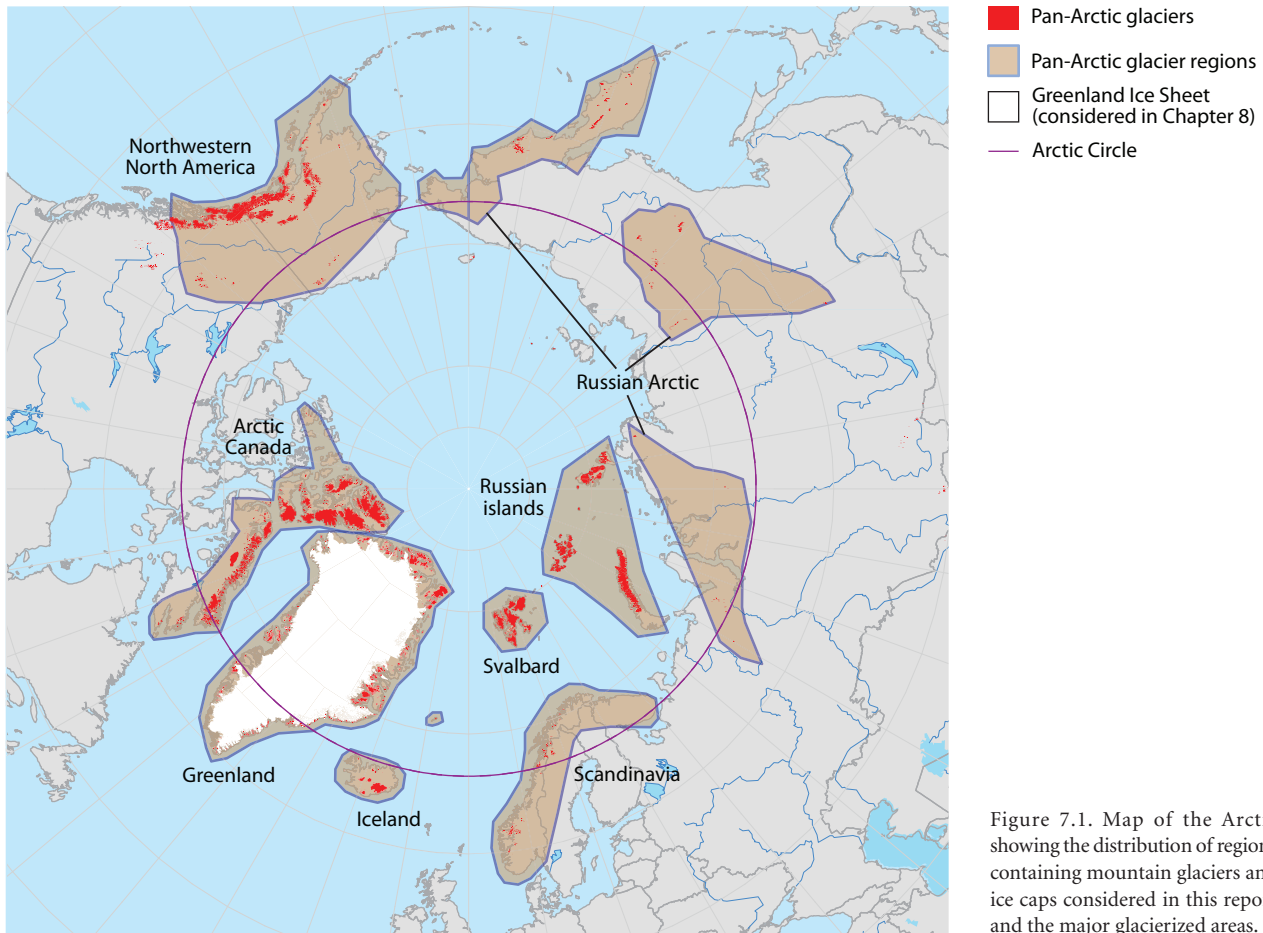 Pan-Arctic glaciers
Pan-Arctic glacier regions
Greenland Ice Sheet
(considered in Chapter 8)
Arctic Circle
Northwestern
North America
Russian Arctic
Arctic
Canada
Russian
islands
Svalbard
Greenland
Scandinavia
Iceland
Figure 7.1. Map of the Arcti
showing the distribution of region
containing mountain glaciers an
ice caps considered in this repo
and the major glacierized areas.